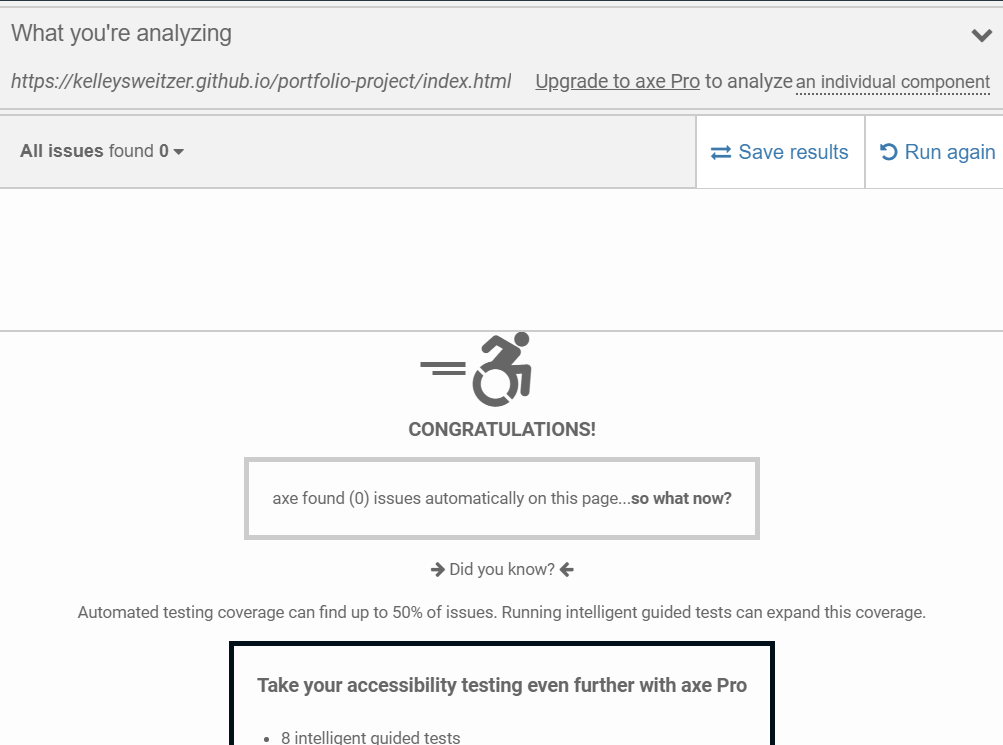 What you're analyzing
https://kelleysweitzer.github.io/portfolio-project/index.html Upgrade to axe Pro to analyze an individual component
All issues found 0 Save results Run again
CONGRATULATIONS!
axe found (0) issues automatically on this page...so what now?
Did you know?
Automated testing coverage can find up to 50% of issues. Running intelligent guided tests can expand this coverage.
Take your accessibility testing even further with axe Pro
• 8 intelligent guided tests